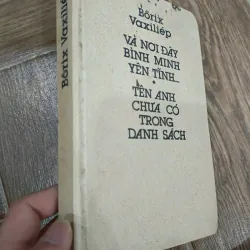 Bôrix Vaxiliép
Bôrix
Vaxiliép
VÀ NƠI ĐÂY
BÌNH MINH
YÊN TĨNH...
*
TÊN ANH
CHƯA CÓ
TRONG
DANH SÁCH